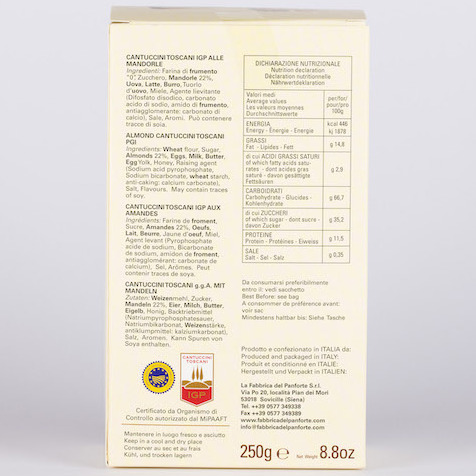 CANTUCCINI TOSCANI IGP ALLE
MANDORLE
Ingredienti: Farina di frumento
"0", Zucchero, Mandorle 22%,
Uova, Latte, Burro, Tuorlo
d'uovo, Miele, Agente lievitante
(Difosfato disodico, carbonato
acido di sodio, amido di frumento,
antiagglomerante: carbonato di
calcio), Sale, Aromi. Può contenere
tracce di soia.
ALMOND CANTUCCINI TOSCANI
PGI
Ingredients: Wheat flour, Sugar,
Almonds 22%, Eggs, Milk, Butter,
Egg Yolk, Honey, Raising agent
(Sodium acid pyrophosphate,
Sodium bicarbonate, wheat starch,
anti-caking: calcium carbonate),
Salt, Flavours. May contain traces
of soy.
CANTUCCINI TOSCANI IGP AUX
AMANDES
Ingrédients: Farine de froment,
Sucre, Amandes 22%, Oeufs,
Lait, Beurre, Jaune d'oeuf, Miel,
Agent levant (Pyrophosphate
acide de sodium, Bicarbonate
de sodium, amidon de froment,
antiagglomérant: carbonate de
calcium), Sel, Arômes. Peut
contenir traces de soya.
CANTUCCINI TOSCANI g.g.A. MIT
MANDELN
Zutaten: Weizenmehl, Zucker,
Mandeln 22%, Eier, Milch, Butter,
Eigelb, Honig, Backtriebmittel
(Natriumpyrophosphatesäuer,
Natriumbikarbonat, Weizenstärke,
antiklumpmittel: kalziumkarbonat),
Salz, Aromen. Kann Spuren von
Soya enthalten.
CANTUCCINI
TOSCANI
IGP
Certificato da Organismo di
Controllo autorizzato dal MIPAAFT
Mantenere in luogo fresco e asciutto
Keep in a cool and dry place
Conserver au sec et au frais
Kühl, und trocken lagern
DICHIARAZIONE NUTRIZIONALE
Nutrition declaration
Déclaration nutritionnelle
Nährwertdeklaration
Valori medi
Average values
Les valeurs moyennes
Durchschnittswerte
per/for/
pour/pro
100g
ENERGIA
Energy - Énergie - Energie
kcal 446
kj 1878
GRASSI
Fat - Lipides - Fett
g 14,8
di cui ACIDI GRASSI SATURI
of which fatty acids satu-
rates - dont acides gras
saturés - davon gesättigte
Fettsäuren
g 2,9
CARBOIDRATI
Carbohydrate - Glucides -
Kohlenhydrate
g 66,7
di cui ZUCCHERI
of which sugar - dont sucre -
davon Zucker
g 35,2
PROTEINE
Protein - Protéines - Eiweiss
g 11,5
SALE
Salt - Sel - Salz
g 0,35
Da consumarsi preferibilmente
entro il: vedi sacchetto
Best Before: see bag
A consommer de préférence avant:
voir sac
Mindestens haltbar bis: Siehe Tasche
Prodotto e confezionato in ITALIA da:
Produced and packaged in ITALY:
Produit et conditionné en ITALIE:
Hergestellt und Verpackt in ITALIEN:
La Fabbrica del Panforte S.r.l.
Via Po 20, località Pian dei Mori
53018 Sovicille (Siena)
Tel. ++39 0577 349338
Fax ++39 0577 349389
www.fabbricadelpanforte.com
250g e Net Weight 8.8oz